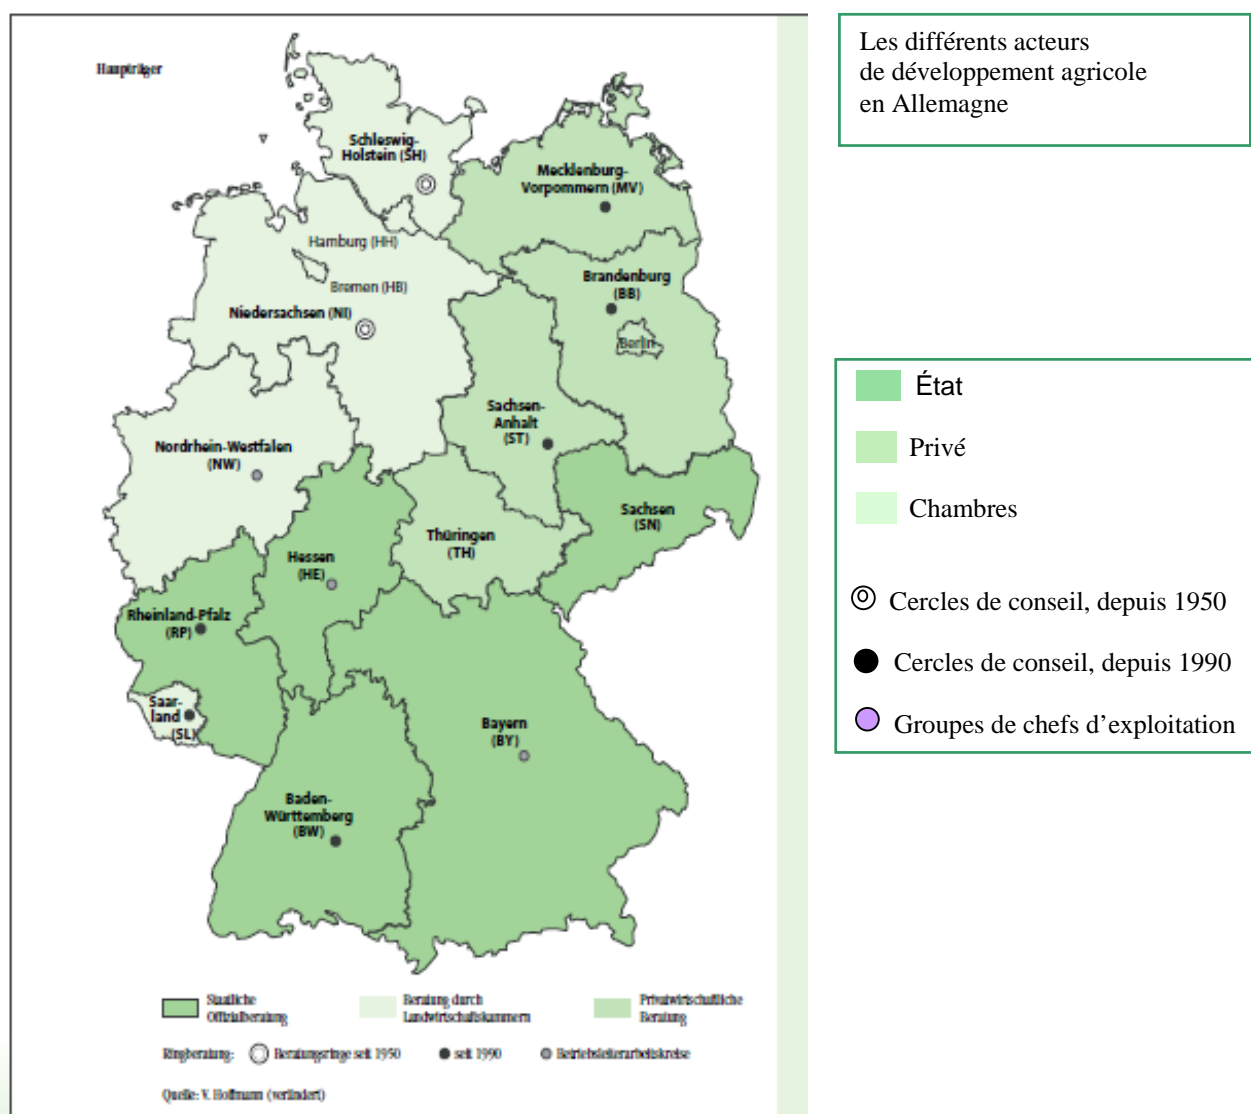 Hauptträger
Schleswig-
Holstein (SH)
Mecklenburg-
Vorpommern (MV)
Hamburg (HH)
Bremen (HB)
Niedersachsen (NI)
Brandenburg
(BB)
Berlin
Sachsen-
Anhalt
(ST)
Nordrhein-Westfalen
(NW)
Sachsen
(SN)
Thüringen
(TH)
Hessen
(HE)
Rheinland-Pfalz
(RP)
Saar-
land
(SL)
Bayern
(BY)
Baden-
Württemberg
(BW)
Staatliche
Offizialberatung
Beratung durch
Landwirtschaftskammern
Privatwirtschaftliche
Beratung
Ringberatung:
Beratungsringe seit 1950
seit 1990
Betriebsleiterarbeitskreise
Quelle: V. Hoffmann (verändert)
Les différents acteurs
de développement agricole
en Allemagne
État
Privé
Chambres
Cercles de conseil, depuis 1950
Cercles de conseil, depuis 1990
Groupes de chefs d'exploitation